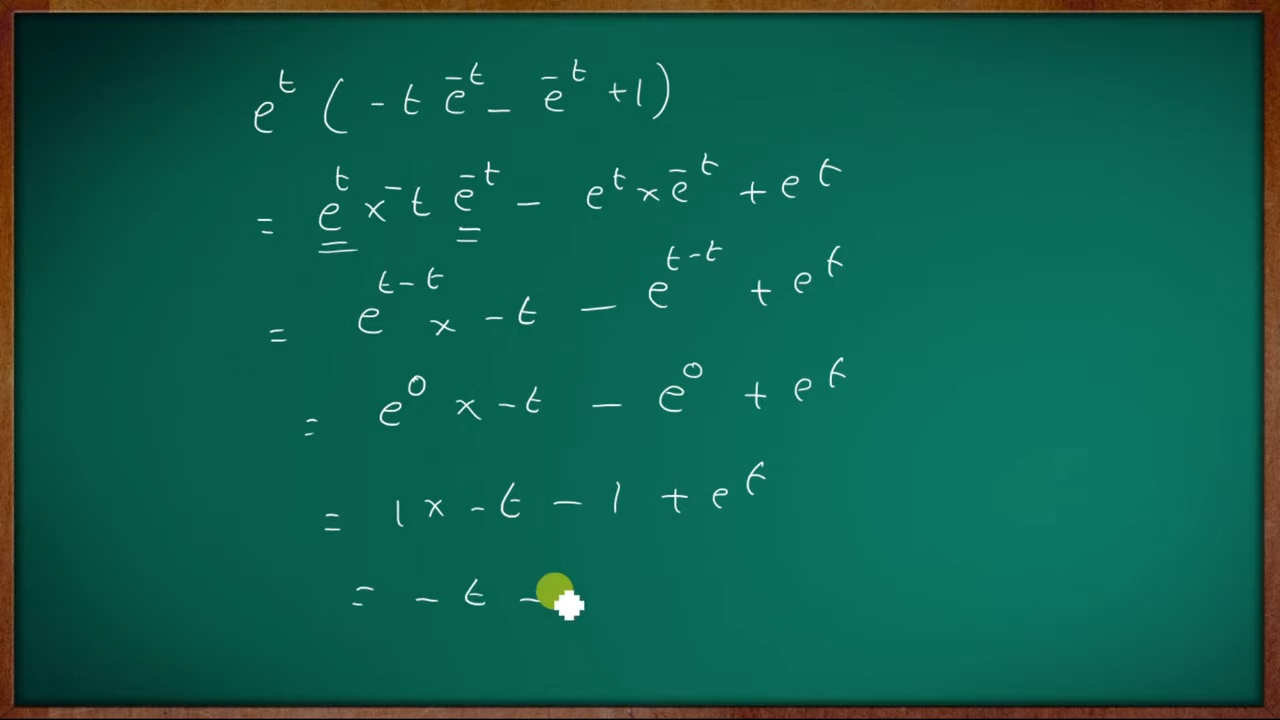 e^t ( - t e^-t - e^-t + 1 )
= e^t x -t e^-t - e^t x e^-t + e^t
= e^t-t x - t - e^t-t + e^t
= e^0 x - t - e^0 + e^t
= 1 x - t - 1 + e^t
= - t -